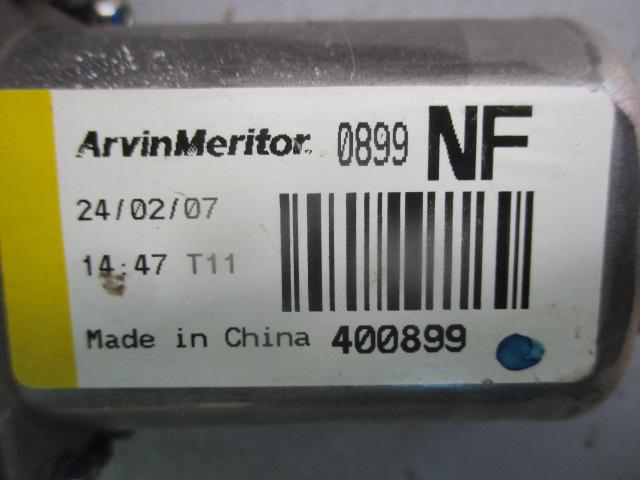 ArvinMeritor. 0899 NF
24/02/07
14:47 T11
Made in China 400899